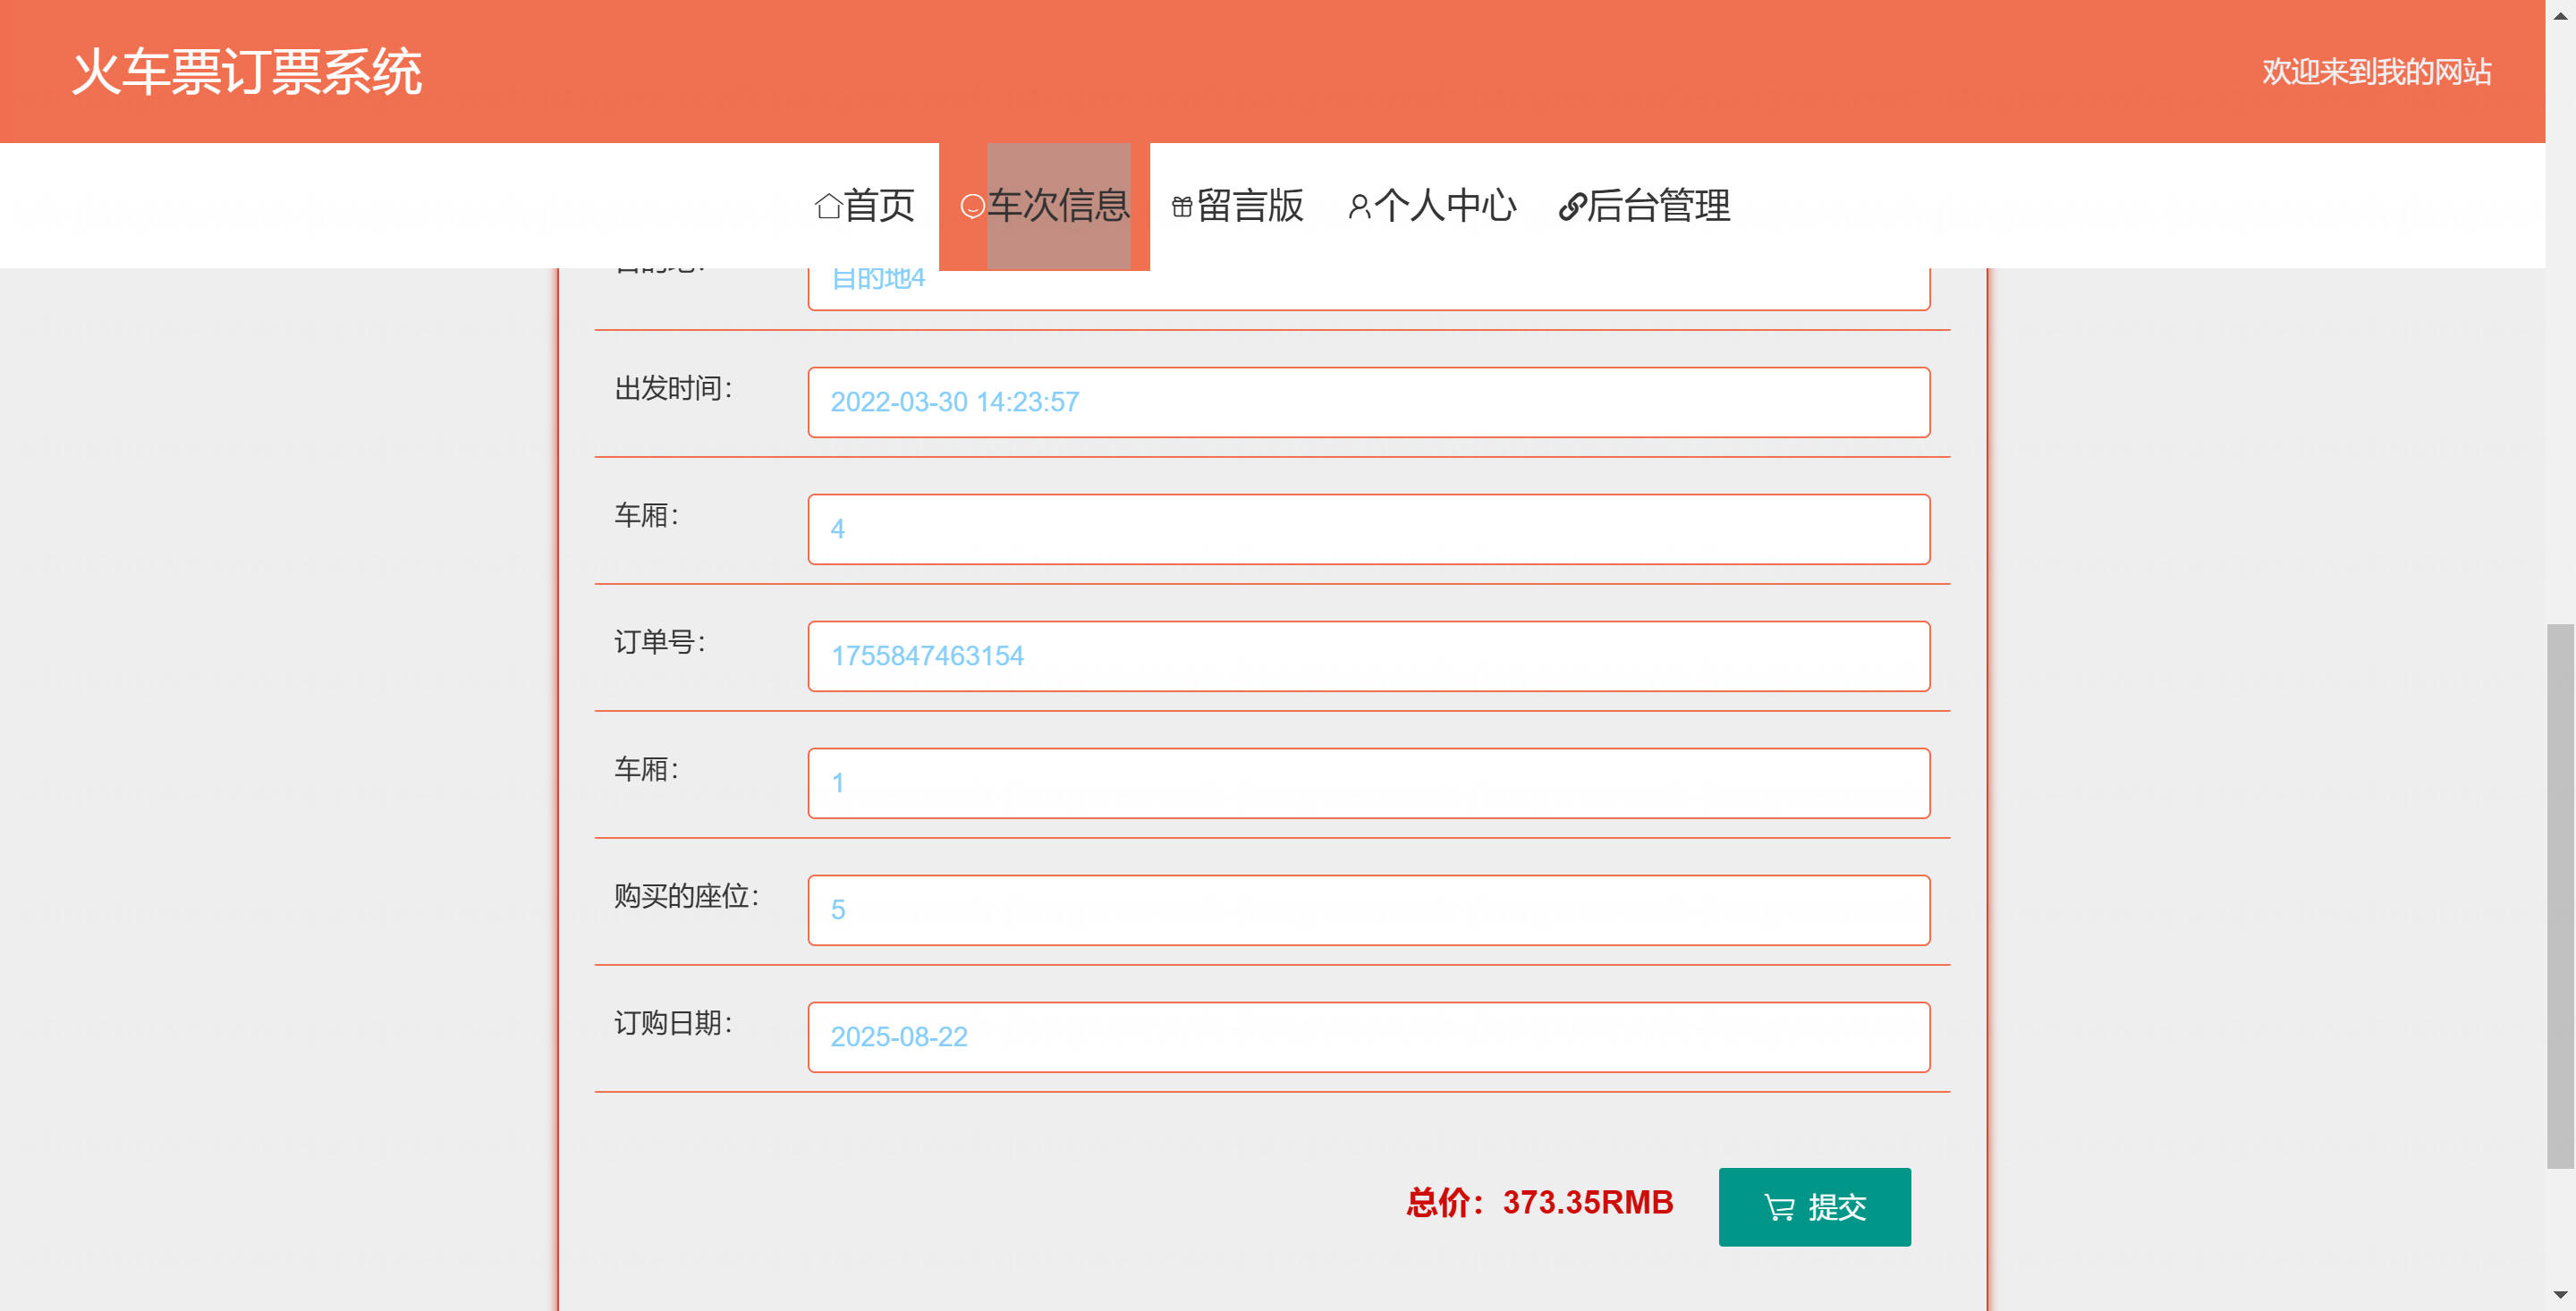 火车票订票系统
欢迎来到我的网站
首页 车次信息 留言版 个人中心 后台管理
目的地: 目的地4
出发时间: 2022-03-30 14:23:57
车厢: 4
订单号: 1755847463154
车厢: 1
购买的座位: 5
订购日期: 2025-08-22
总价：373.35RMB 提交